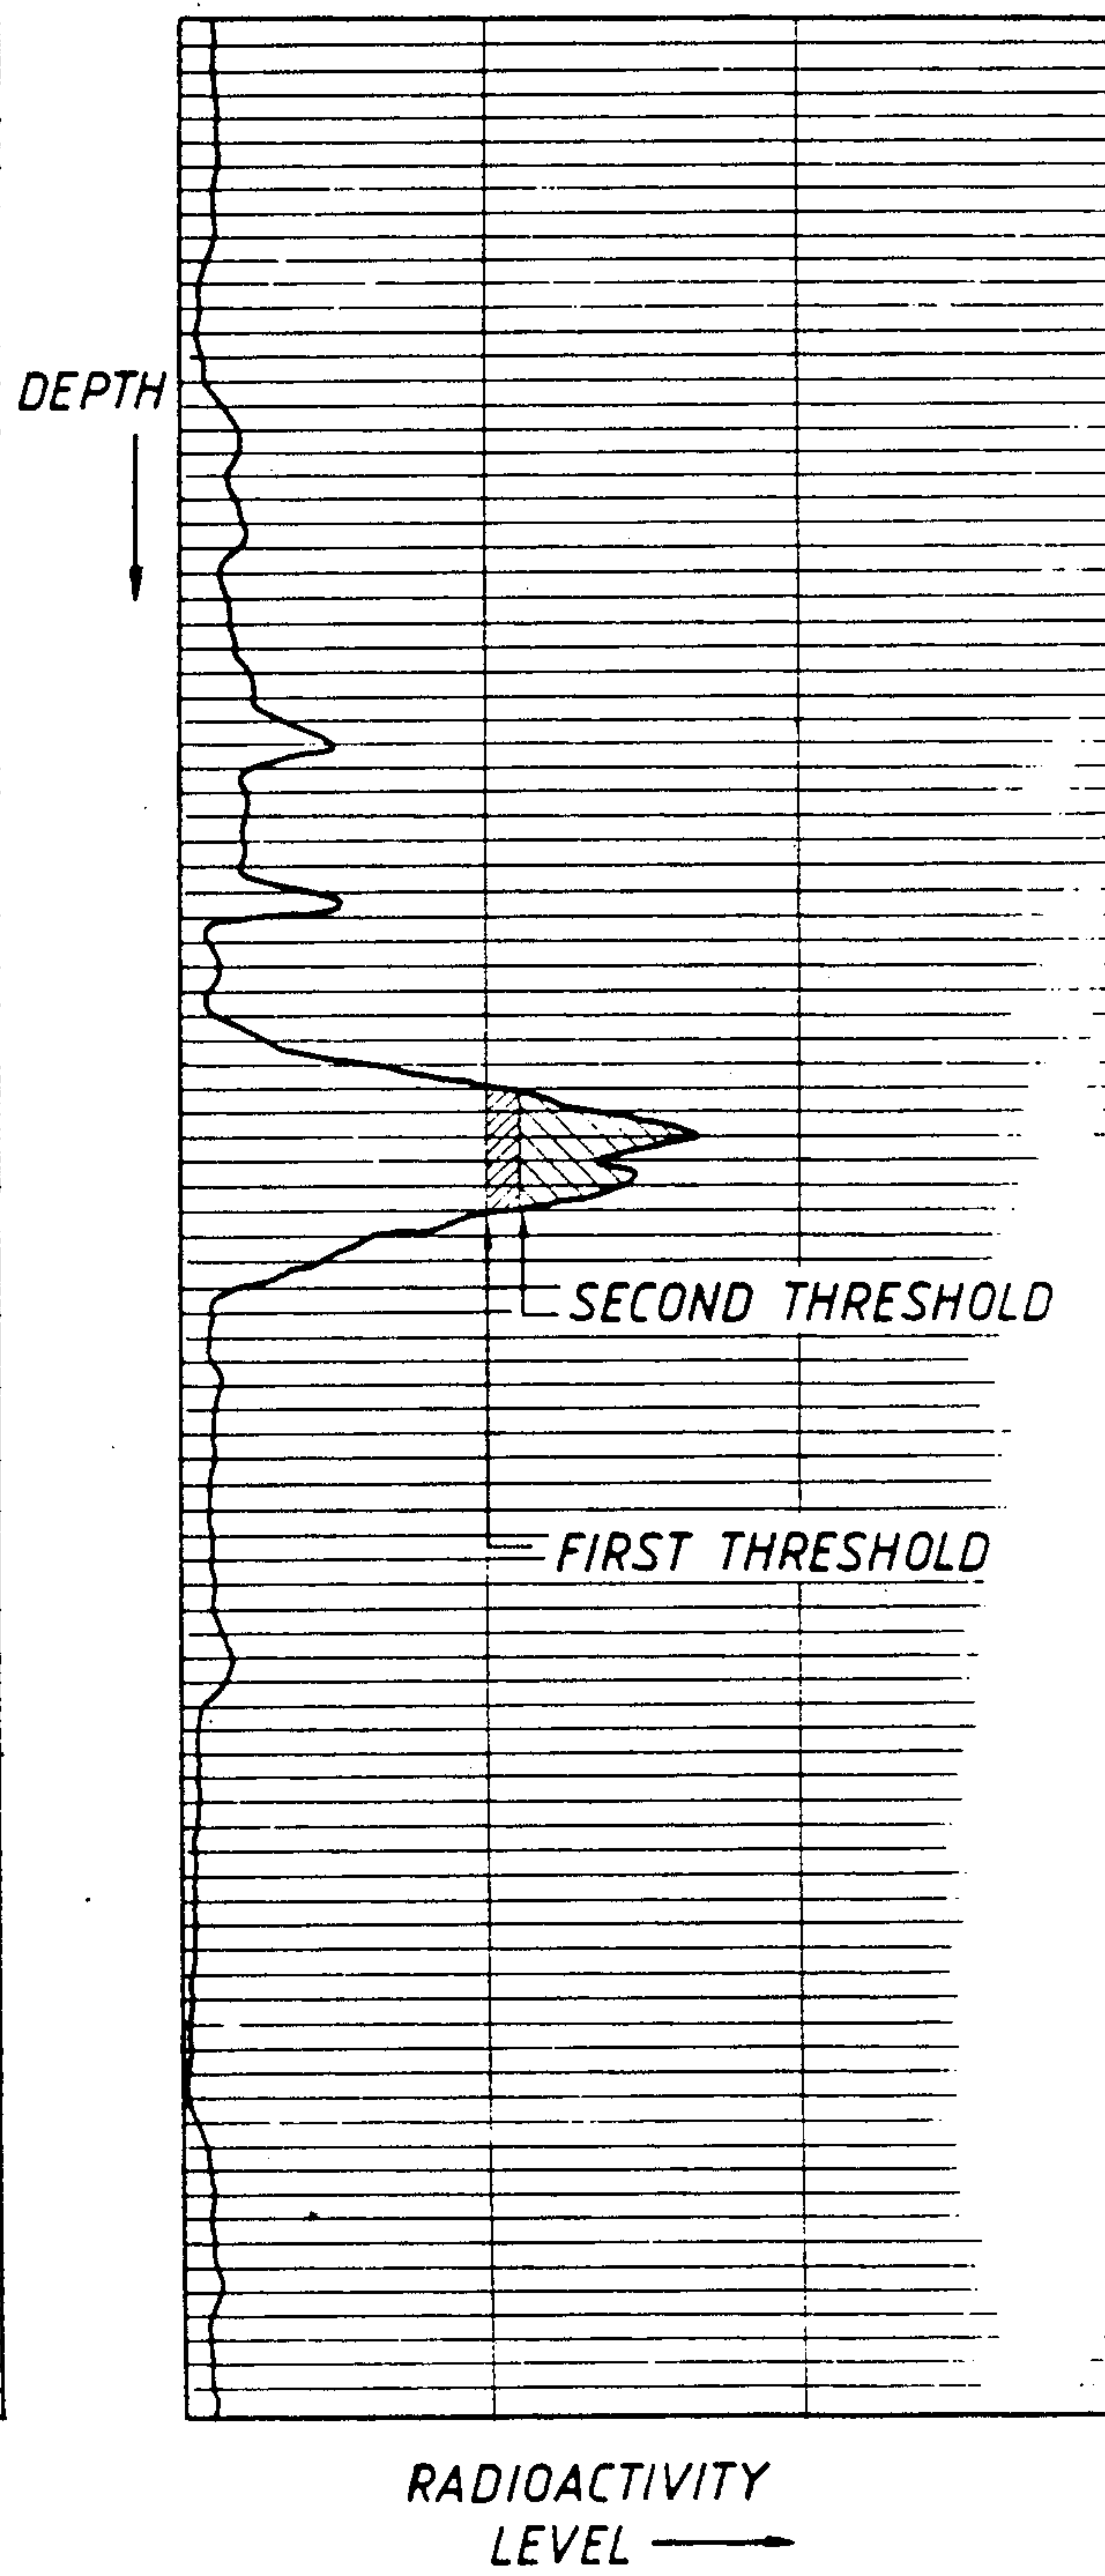 DEPTH
SECOND THRESHOLD
FIRST THRESHOLD
RADIOACTIVITY
LEVEL